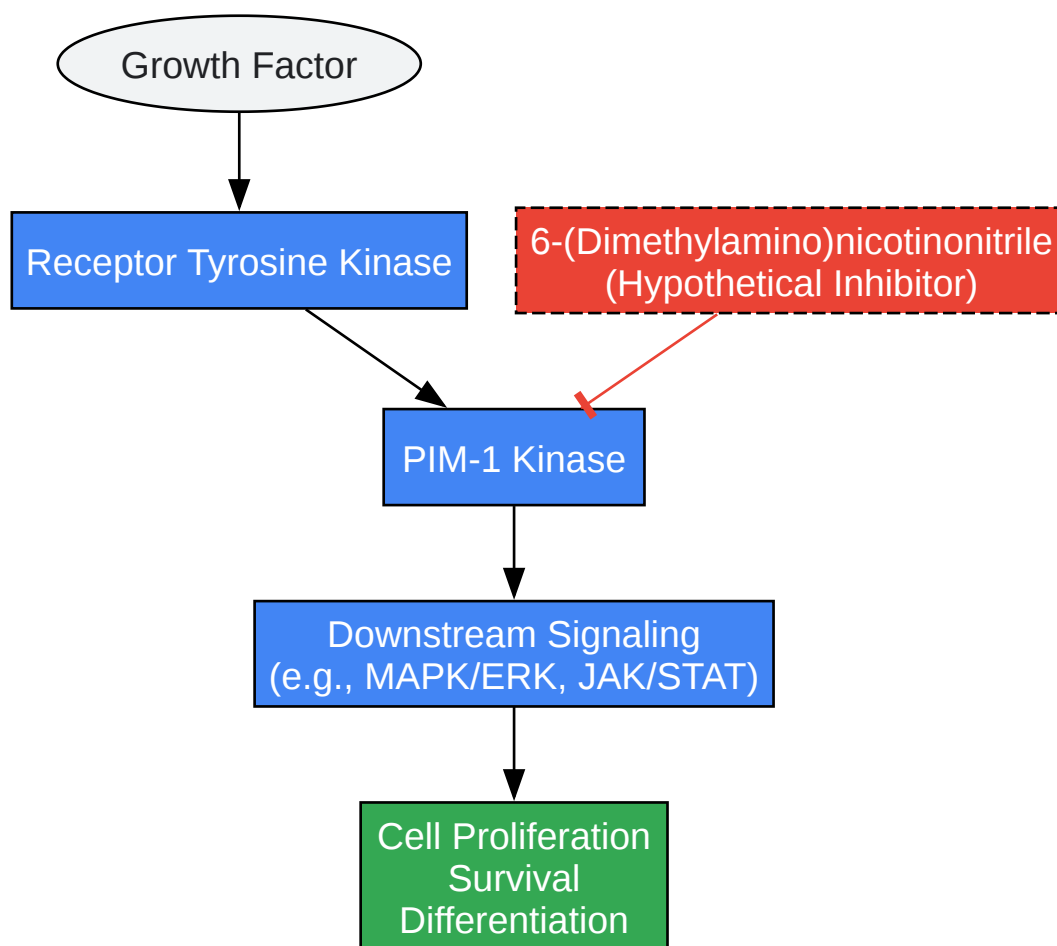 Growth Factor
Receptor Tyrosine Kinase
6-(Dimethylamino)nicotinonitrile
(Hypothetical Inhibitor)
PIM-1 Kinase
Downstream Signaling
(e.g., MAPK/ERK, JAK/STAT)
Cell Proliferation
Survival
Differentiation